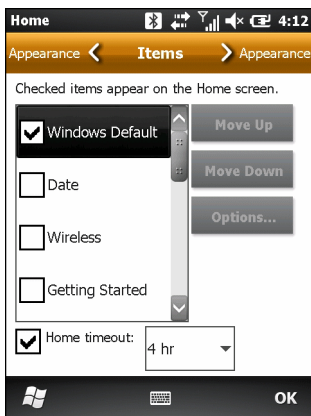 Home 4:12
Appearance Items Appearance
Checked items appear on the Home screen.
Windows Default
Date
Wireless
Getting Started
Move Up
Move Down
Options...
Home timeout: 4 hr
OK